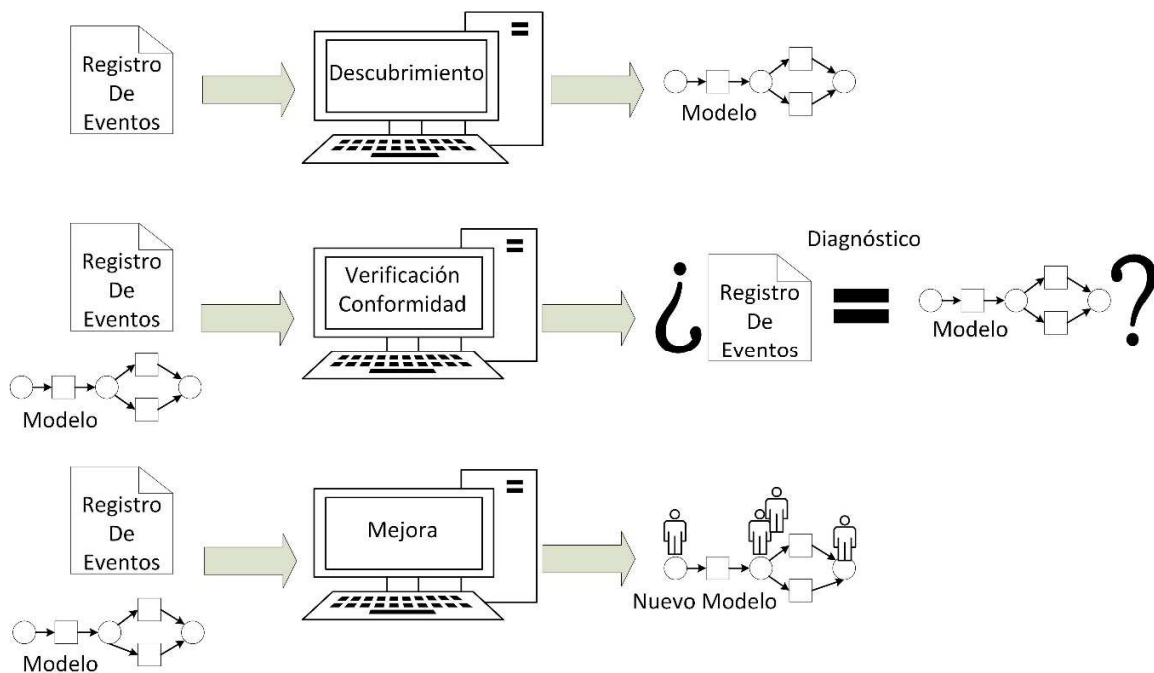 Registro
De
Eventos
Descubrimiento
Modelo
Registro
De
Eventos
Modelo
Verificación
Conformidad
Diagnóstico
¿
Registro
De
Eventos
=
Modelo
?
Registro
De
Eventos
Modelo
Mejora
Nuevo Modelo